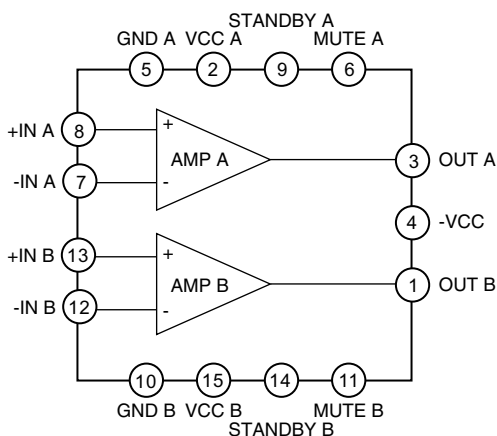 STANDBY A
GND A VCC A MUTE A
5 2 9 6
+IN A 8 +
AMP A 3 OUT A
-IN A 7 -
4 -VCC
+IN B 13 +
AMP B 1 OUT B
-IN B 12 -
10 15 14 11
GND B VCC B MUTE B
STANDBY B